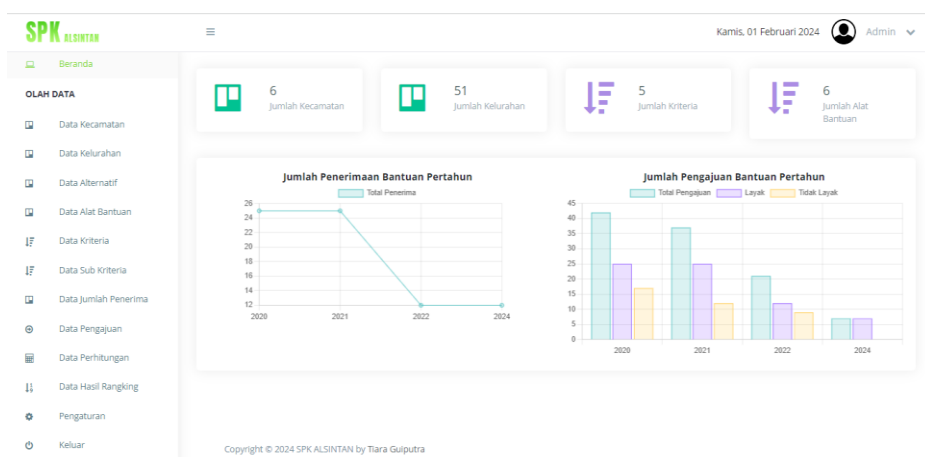 SPK ALSINTAN
Kamis, 01 Februari 2024
Admin
Beranda
OLAH DATA
Data Kecamatan
Data Kelurahan
Data Alternatif
Data Alat Bantuan
Data Kriteria
Data Sub Kriteria
Data Jumlah Penerima
Data Pengajuan
Data Perhitungan
Data Hasil Rangking
Pengaturan
Keluar
6
Jumlah Kecamatan
51
Jumlah Kelurahan
5
Jumlah Kriteria
6
Jumlah Alat
Bantuan
Jumlah Penerimaan Bantuan Pertahun
Total Penerima
26
24
22
20
18
16
14
12
2020 2021 2022 2024
Jumlah Pengajuan Bantuan Pertahun
Total Pengajuan Layak Tidak Layak
45
40
35
30
25
20
15
10
5
0
2020 2021 2022 2024
Copyright © 2024 SPK ALSINTAN by Tiara Guiputra